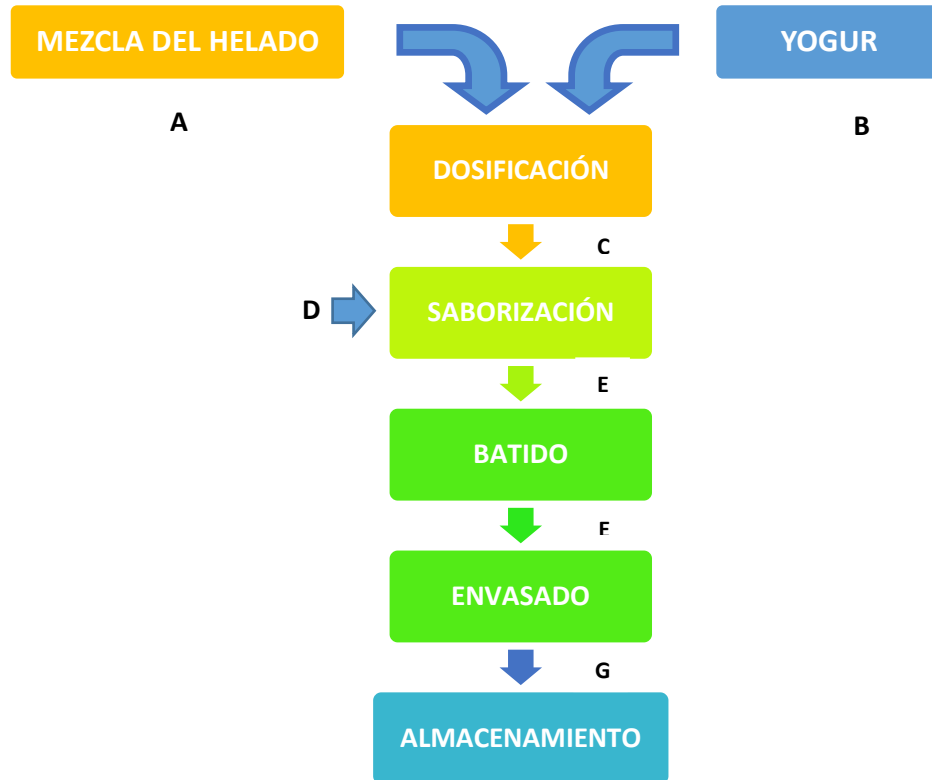 MEZCLA DEL HELADO
YOGUR
A
B
DOSIFICACIÓN
C
D
SABORIZACIÓN
E
BATIDO
F
ENVASADO
G
ALMACENAMIENTO